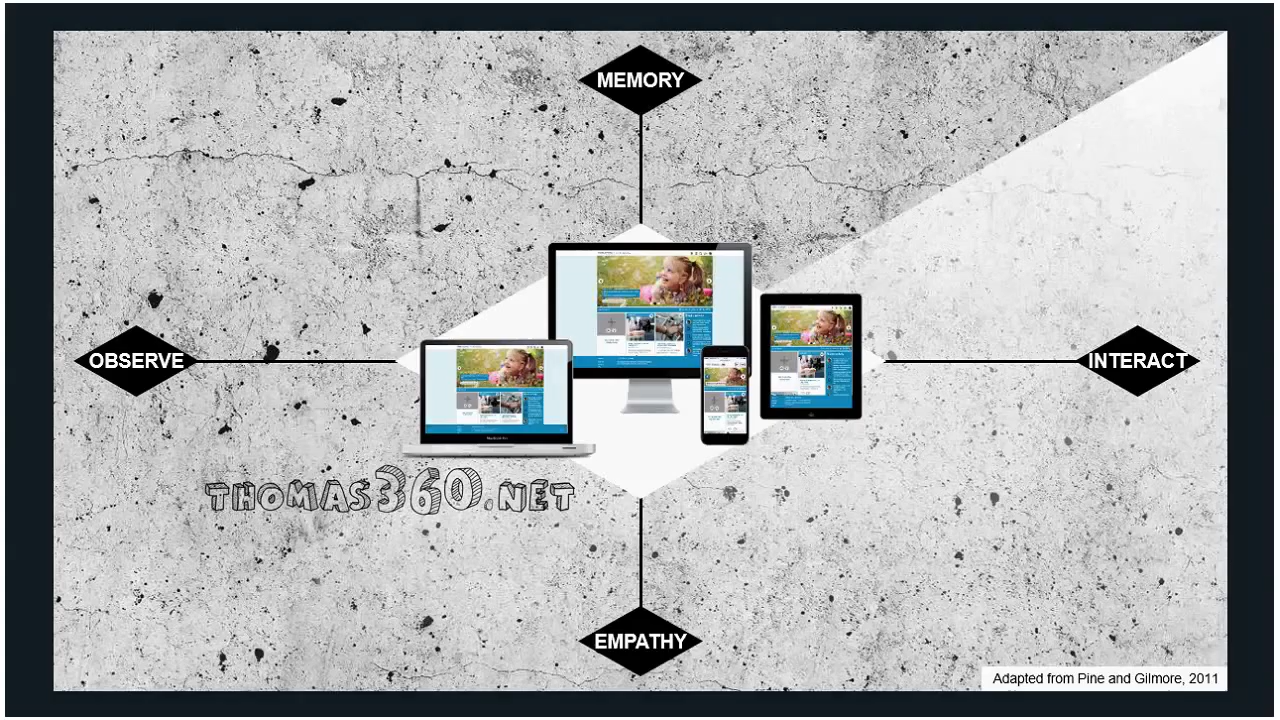 MEMORY
OBSERVE
INTERACT
THOMAS360.NET
EMPATHY
Adapted from Pine and Gilmore, 2011